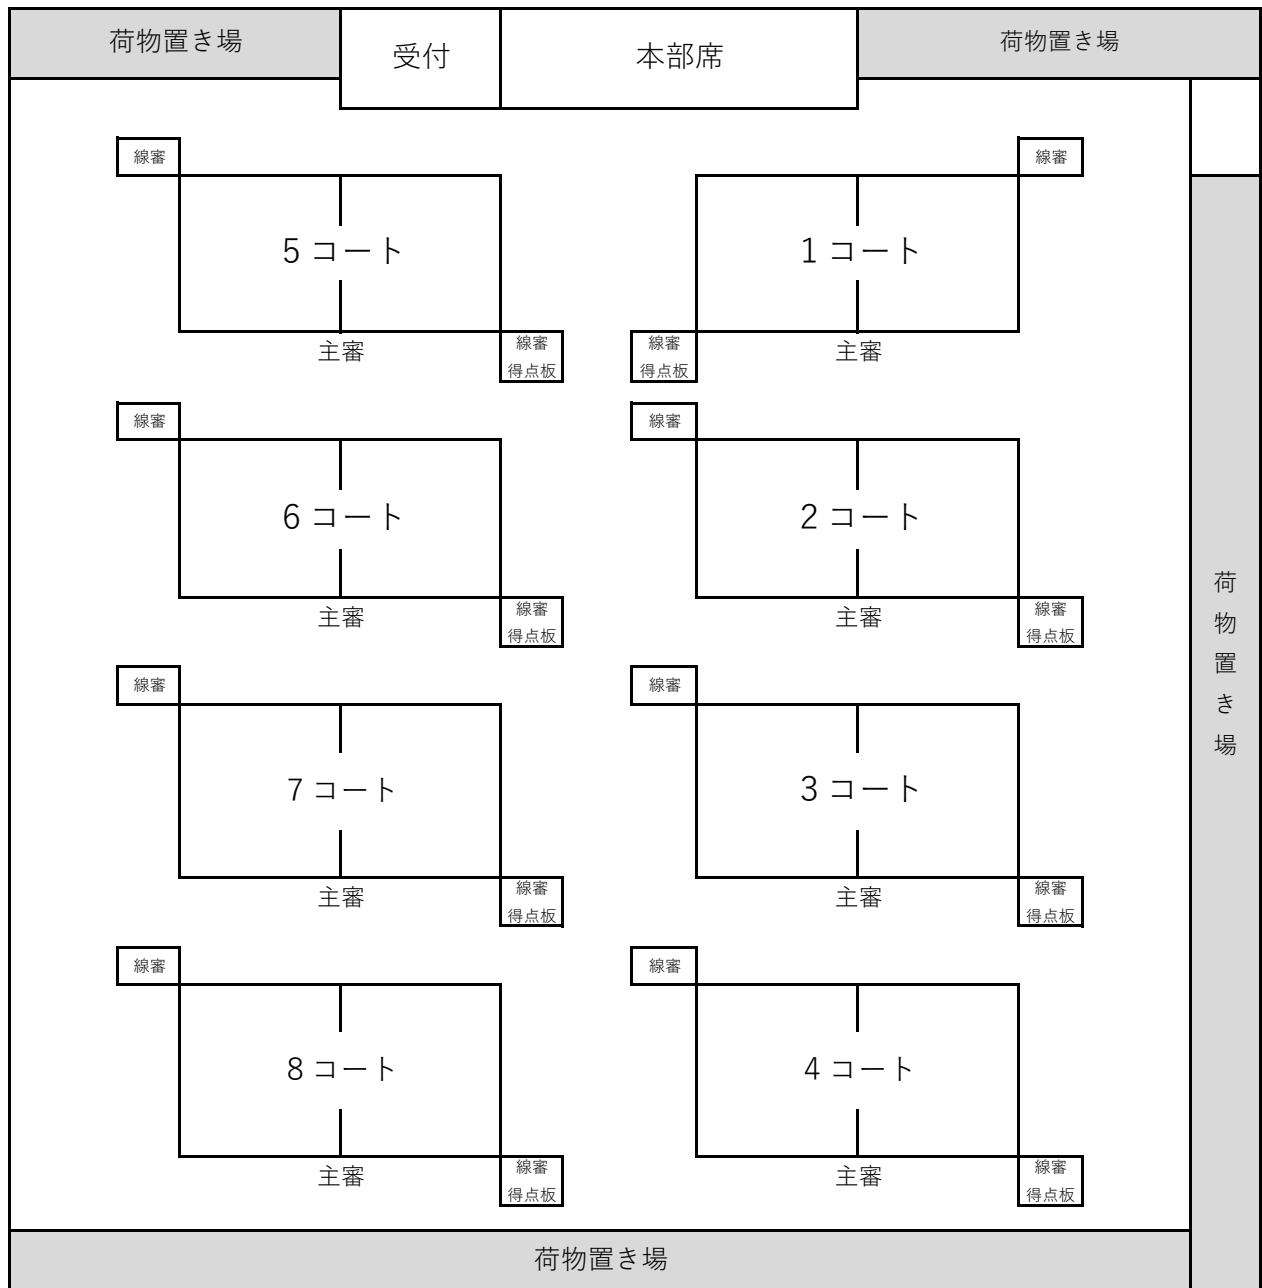 荷物置き場
受付
本部席
荷物置き場
線審
線審
5 コート
1 コート
主審
線審
得点板
線審
得点板
主審
線審
線審
6 コート
2 コート
主審
線審
得点板
主審
線審
得点板
荷物置き場
線審
線審
7 コート
3 コート
主審
線審
得点板
主審
線審
得点板
線審
線審
8 コート
4 コート
主審
線審
得点板
主審
線審
得点板
荷物置き場